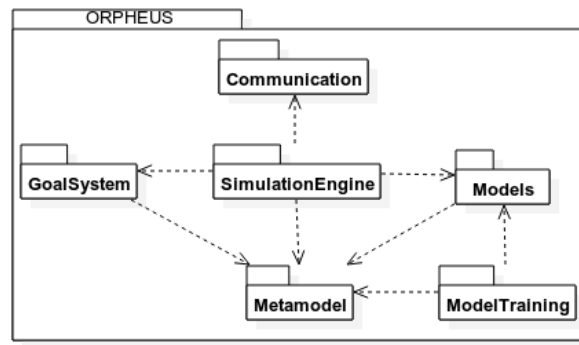 ORPHEUS
Communication
GoalSystem
SimulationEngine
Models
Metamodel
ModelTraining